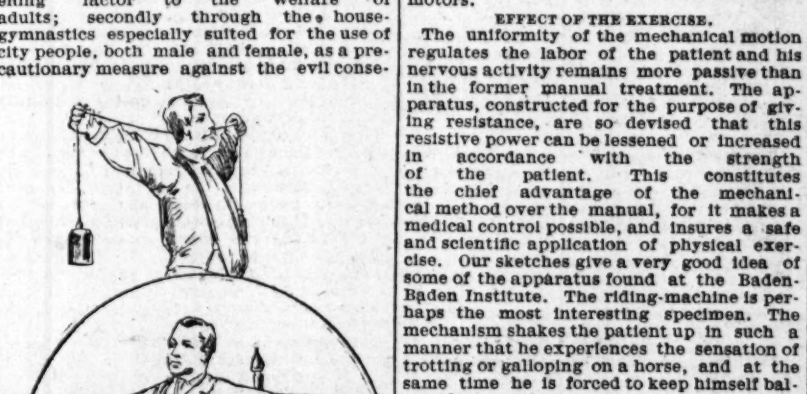 ening factor to the welfare of
adults; secondly through the house-
gymnastics especially suited for the use of
city people, both male and female, as a pre-
cautionary measure against the evil conse-
motors.
EFFECT OF THE EXERCISE.
The uniformity of the mechanical motion
regulates the labor of the patient and his
nervous activity remains more passive than
in the former manual treatment. The ap-
paratus, constructed for the purpose of giv-
ing resistance, are so devised that this
resistive power can be lessened or increased
in accordance with the strength
of the patient. This constitutes
the chief advantage of the mechani-
cal method over the manual, for it makes a
medical control possible, and insures a safe
and scientific application of physical exer-
cise. Our sketches give a very good idea of
some of the apparatus found at the Baden-
Baden Institute. The riding-machine is per-
haps the most interesting specimen. The
mechanism shakes the patient up in such a
manner that he experiences the sensation of
trotting or galloping on a horse, and at the
same time he is forced to keep himself bal-